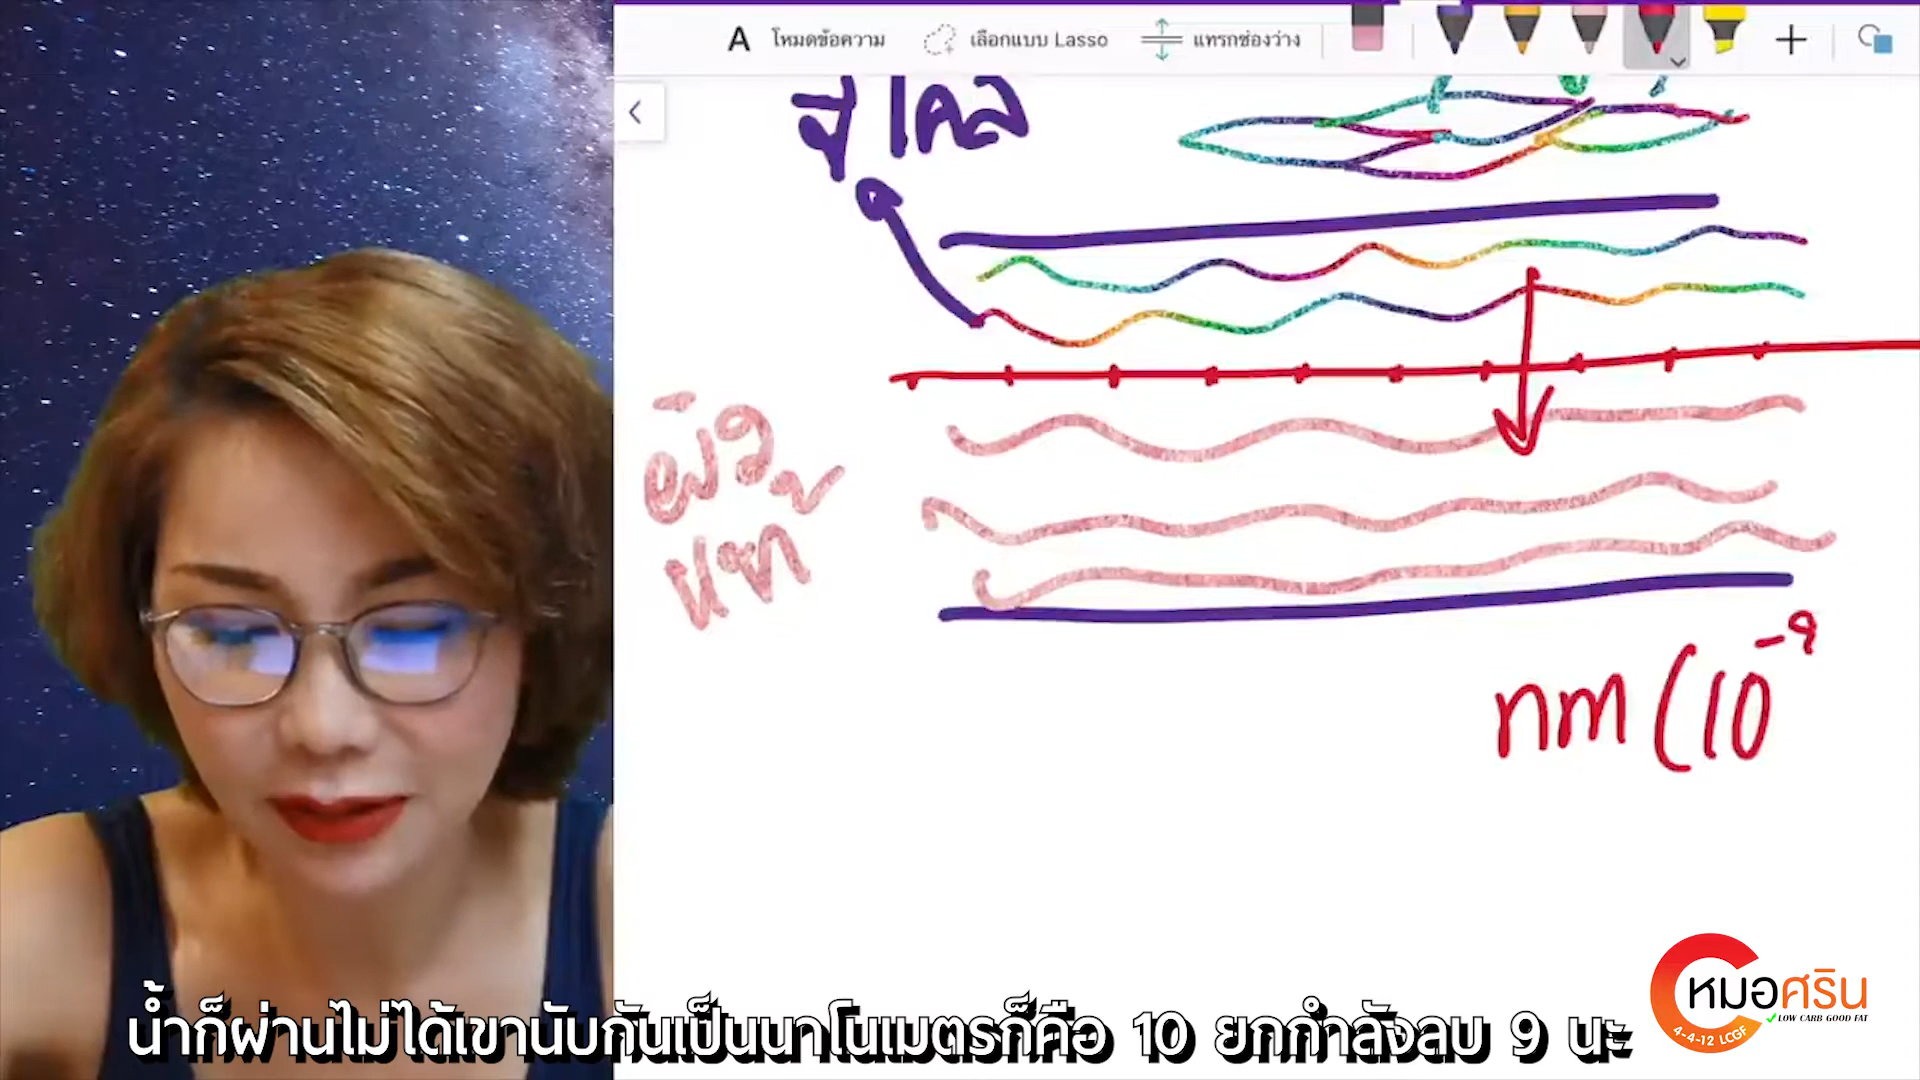 A โหมดข้อความ เลือกแบบ Lasso แทรกช่องว่าง
ขี้ไคล
ผิว
แท้
nm (10⁻⁹
หมอศริน
LOW CARB GOOD FAT
4-4-12 LCGF
น้ำก็ผ่านไม่ได้เขานับกันเป็นนาโนเมตรก็คือ 10 ยกกำลังลบ 9 นะ